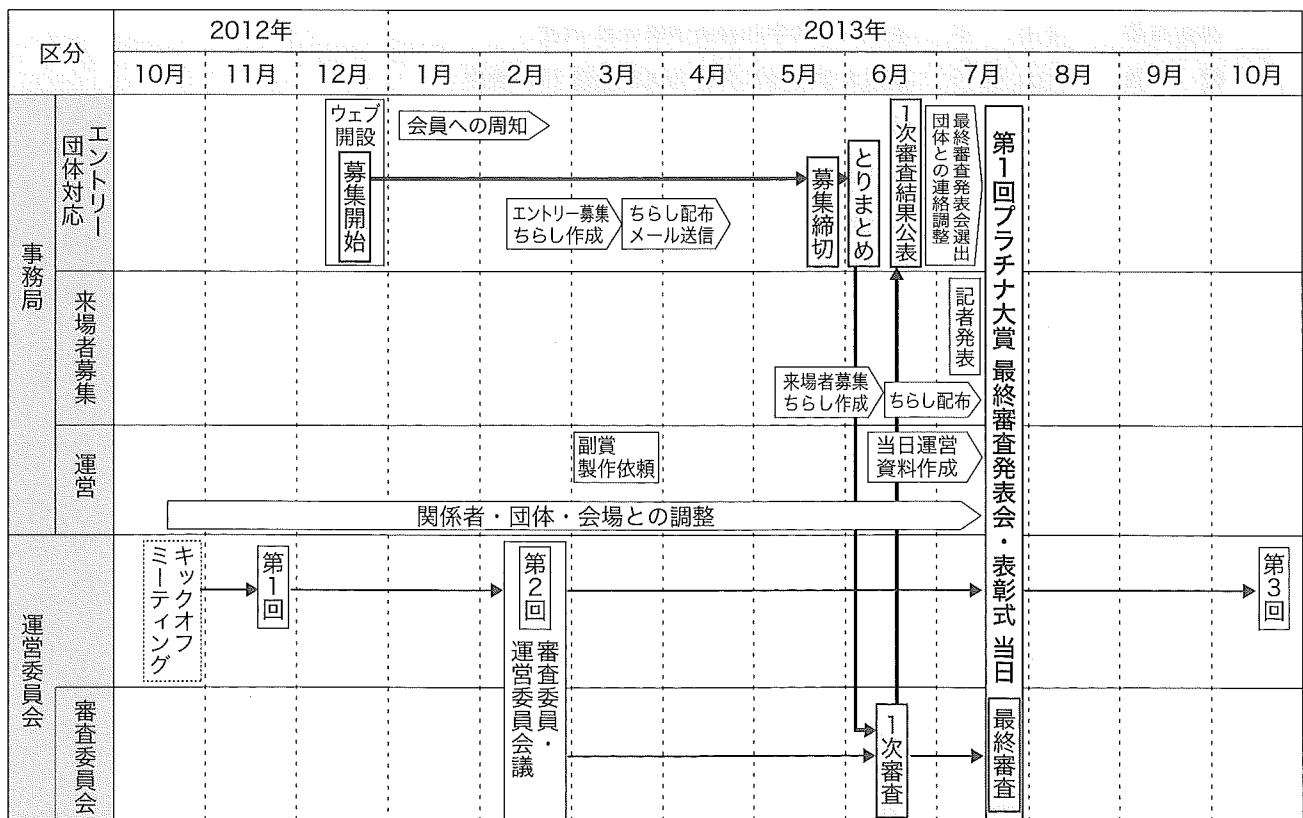 区分
2012年
2013年
10月
11月
12月
1月
2月
3月
4月
5月
6月
7月
8月
9月
10月
事務局
エントリー
団体対応
ウェブ
開設
募集開始
会員への周知
エントリー募集
ちらし作成
ちらし配布
メール送信
募集締切
とりまとめ
1次審査結果公表
最終審査発表会選出
団体との連絡調整
第1回プラチナ大賞 最終審査発表会・表彰式 当日
来場者募集
記者発表
来場者募集
ちらし作成
ちらし配布
運営
副賞
製作依頼
当日運営
資料作成
関係者・団体・会場との調整
運営委員会
キックオフ
ミーティング
第1回
第2回
審査委員・
運営委員会議
第3回
審査委員会
1次審査
最終審査